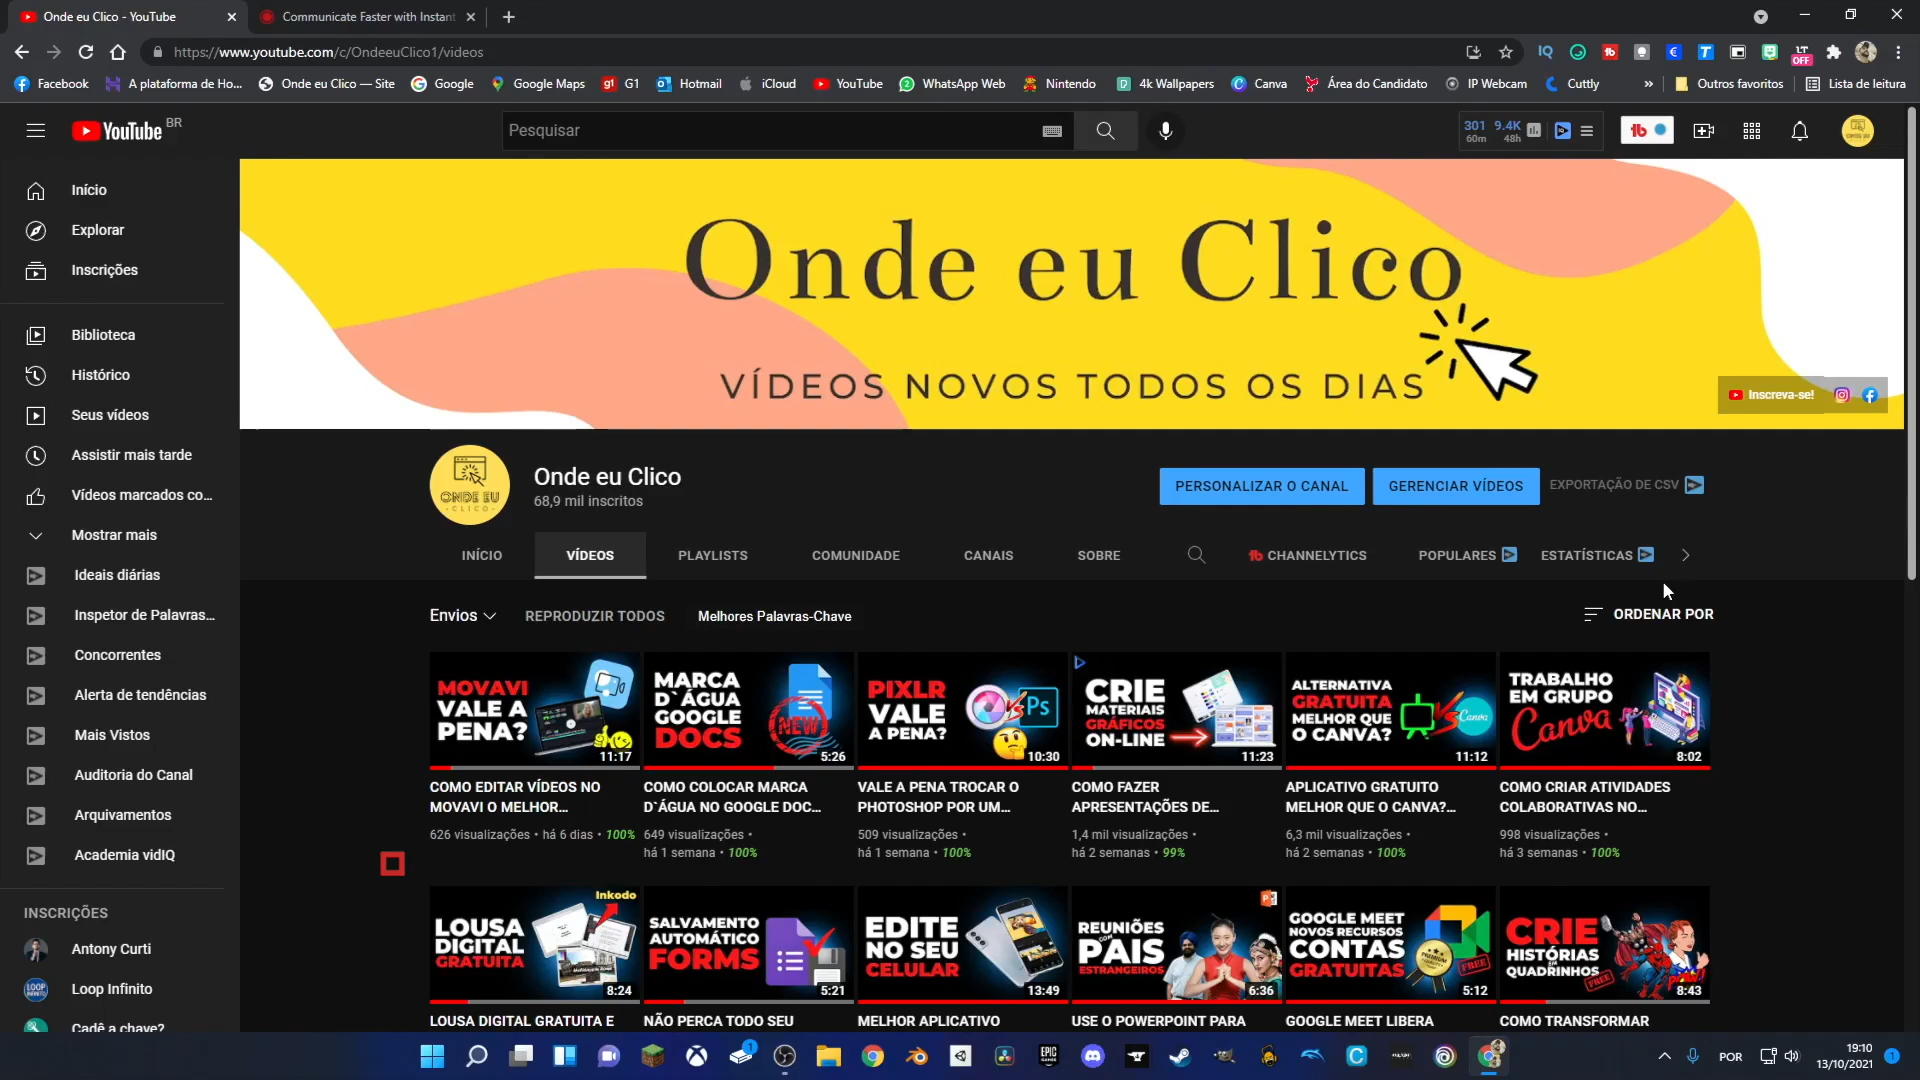 Onde eu Clico - YouTube
Communicate Faster with Instant
https://www.youtube.com/c/OndeeuClico1/videos
Facebook
A plataforma de Ho...
Onde eu Clico — Site
Google
Google Maps
G1
Hotmail
iCloud
YouTube
WhatsApp Web
Nintendo
4k Wallpapers
Canva
Área do Candidato
IP Webcam
Cuttly
»
Outros favoritos
Lista de leitura
YouTube BR
Pesquisar
301 9.4K
60m 48h
Início
Explorar
Inscrições
Biblioteca
Histórico
Seus vídeos
Assistir mais tarde
Vídeos marcados co...
Mostrar mais
Ideais diárias
Inspetor de Palavras...
Concorrentes
Alerta de tendências
Mais Vistos
Auditoria do Canal
Arquivamentos
Academia vidIQ
INSCRIÇÕES
Antony Curti
Loop Infinito
Cadê a chave?
Onde eu Clico
VÍDEOS NOVOS TODOS OS DIAS
Inscreva-se!
ONDE EU
-CLICO-
Onde eu Clico
68,9 mil inscritos
PERSONALIZAR O CANAL
GERENCIAR VÍDEOS
EXPORTAÇÃO DE CSV
INÍCIO
VÍDEOS
PLAYLISTS
COMUNIDADE
CANAIS
SOBRE
CHANNELYTICS
POPULARES
ESTATÍSTICAS
Envios
REPRODUZIR TODOS
Melhores Palavras-Chave
ORDENAR POR
MOVAVI
VALE A
PENA?
11:17
COMO EDITAR VÍDEOS NO
MOVAVI O MELHOR...
626 visualizações • há 6 dias • 100%
MARCA
D`ÁGUA
GOOGLE
DOCS
NEW
5:26
COMO COLOCAR MARCA
D`ÁGUA NO GOOGLE DOC...
649 visualizações •
há 1 semana • 100%
PIXLR
VALE
A PENA?
Ps
10:30
VALE A PENA TROCAR O
PHOTOSHOP POR UM...
509 visualizações •
há 1 semana • 100%
CRIE
MATERIAIS
GRÁFICOS
ON-LINE
11:23
COMO FAZER
APRESENTAÇÕES DE...
1,4 mil visualizações •
há 2 semanas • 99%
ALTERNATIVA
GRATUITA
MELHOR QUE
O CANVA?
Canva
11:12
APLICATIVO GRATUITO
MELHOR QUE O CANVA?...
6,3 mil visualizações •
há 2 semanas • 100%
TRABALHO
EM GRUPO
Canva
8:02
COMO CRIAR ATIVIDADES
COLABORATIVAS NO...
998 visualizações •
há 3 semanas • 100%
Inkodo
LOUSA
DIGITAL
GRATUITA
8:24
LOUSA DIGITAL GRATUITA E
SALVAMENTO
AUTOMÁTICO
FORMS
5:21
NÃO PERCA TODO SEU
EDITE
NO SEU
CELULAR
13:49
MELHOR APLICATIVO
REUNIÕES
COM
PAIS
ESTRANGEIROS
6:36
USE O POWERPOINT PARA
GOOGLE MEET
NOVOS RECURSOS
CONTAS
GRATUITAS
FREE
5:12
GOOGLE MEET LIBERA
CRIE
HISTÓRIAS
EM
QUADRINHOS
FREE
8:43
COMO TRANSFORMAR
POR
19:10
13/10/2021